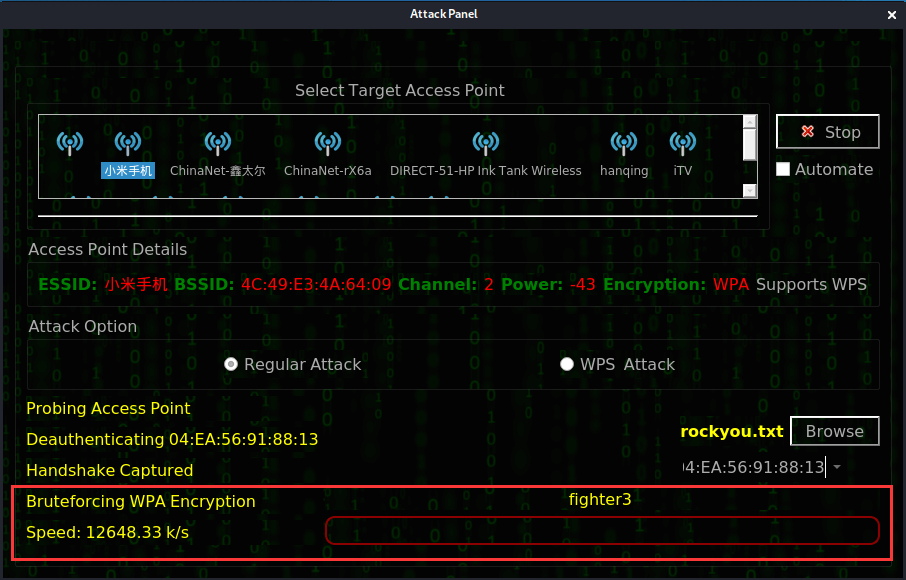 Attack Panel
Select Target Access Point
小米手机 ChinaNet-鑫太尔 ChinaNet-rX6a DIRECT-51-HP Ink Tank Wireless hanqing iTV
Stop
Automate
Access Point Details
ESSID: 小米手机 BSSID: 4C:49:E3:4A:64:09 Channel: 2 Power: -43 Encryption: WPA Supports WPS
Attack Option
Regular Attack WPS Attack
Probing Access Point
Deauthenticating 04:EA:56:91:88:13
rockyou.txt Browse
Handshake Captured
4:EA:56:91:88:13
Bruteforcing WPA Encryption
fighter3
Speed: 12648.33 k/s